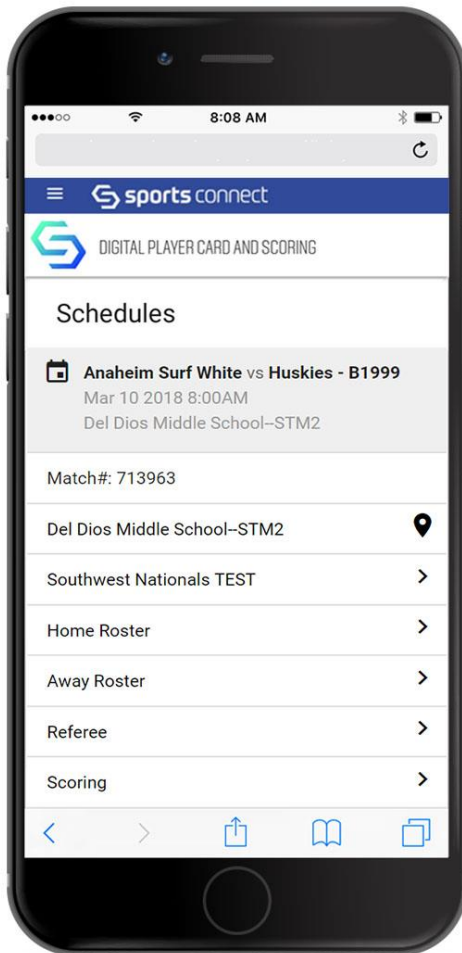 8:08 AM
sports connect
DIGITAL PLAYER CARD AND SCORING
Schedules
Anaheim Surf White vs Huskies - B1999
Mar 10 2018 8:00AM
Del Dios Middle School--STM2
Match#: 713963
Del Dios Middle School--STM2
Southwest Nationals TEST
Home Roster
Away Roster
Referee
Scoring